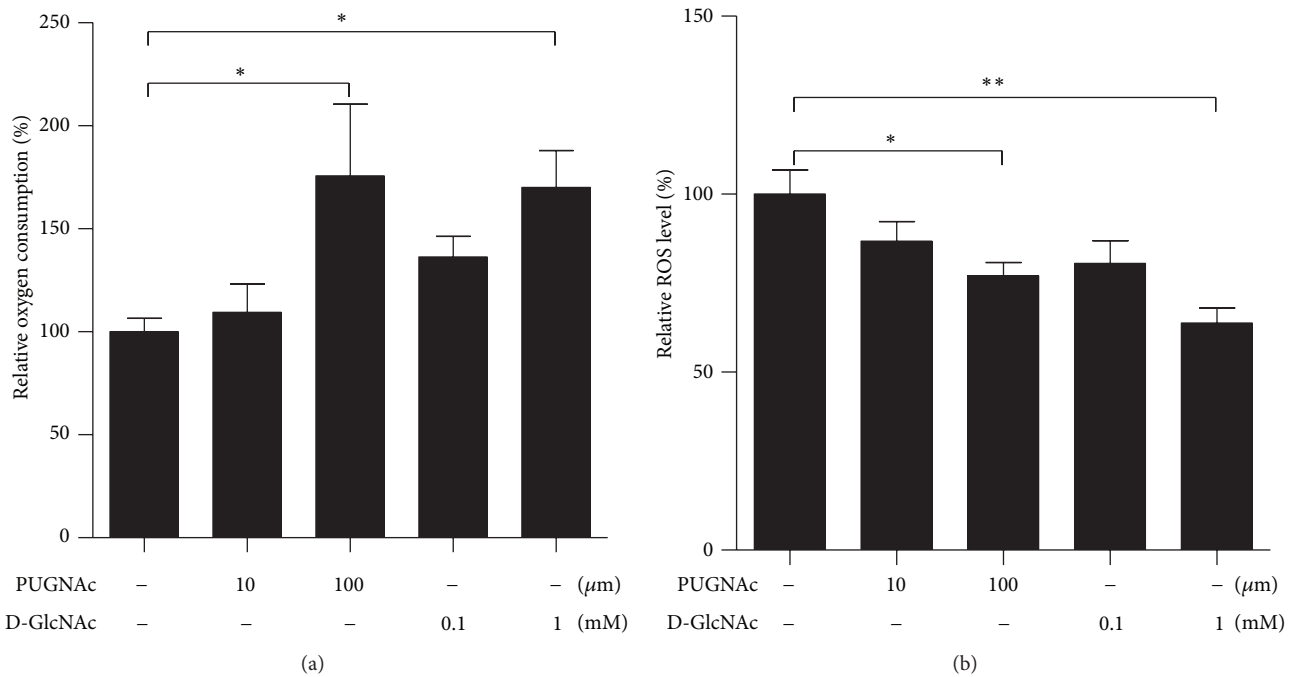 250
200
150
100
50
0
Relative oxygen consumption (%)
*
*
PUGNAc – 10 100 – – (μm)
D-GlcNAc – – – 0.1 1 (mM)
(a)
150
100
50
0
Relative ROS level (%)
**
*
PUGNAc – 10 100 – – (μm)
D-GlcNAc – – – 0.1 1 (mM)
(b)